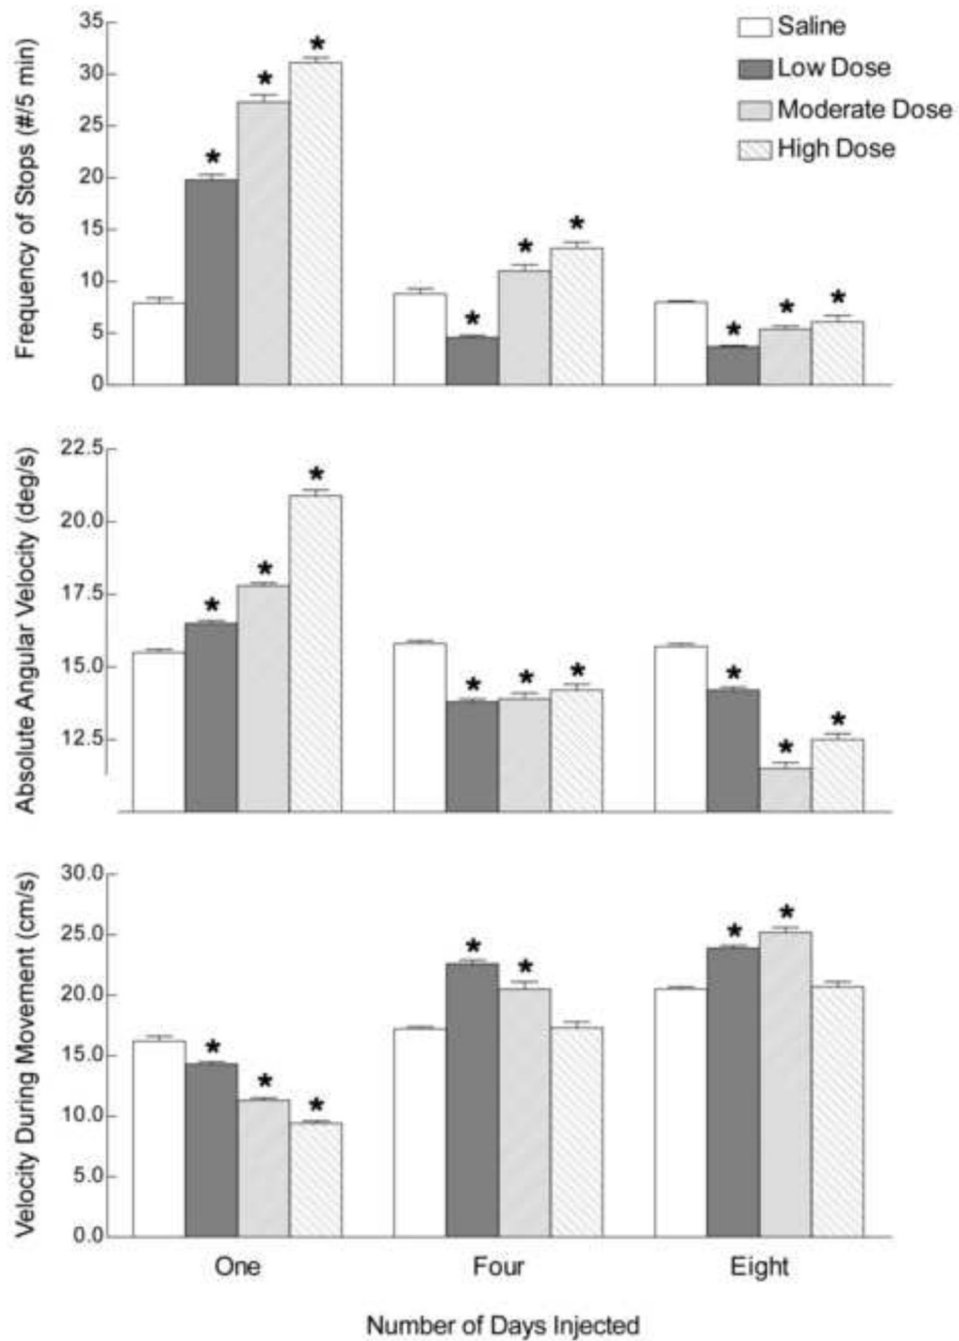 Saline
Low Dose
Moderate Dose
High Dose
Frequency of Stops (#/5 min)
35
30
25
20
15
10
5
0
* * *
* * *
* * *
Absolute Angular Velocity (deg/s)
22.5
20.0
17.5
15.0
12.5
* * *
* * *
* * *
Velocity During Movement (cm/s)
30.0
25.0
20.0
15.0
10.0
5.0
0.0
* * *
* *
* *
One Four Eight
Number of Days Injected